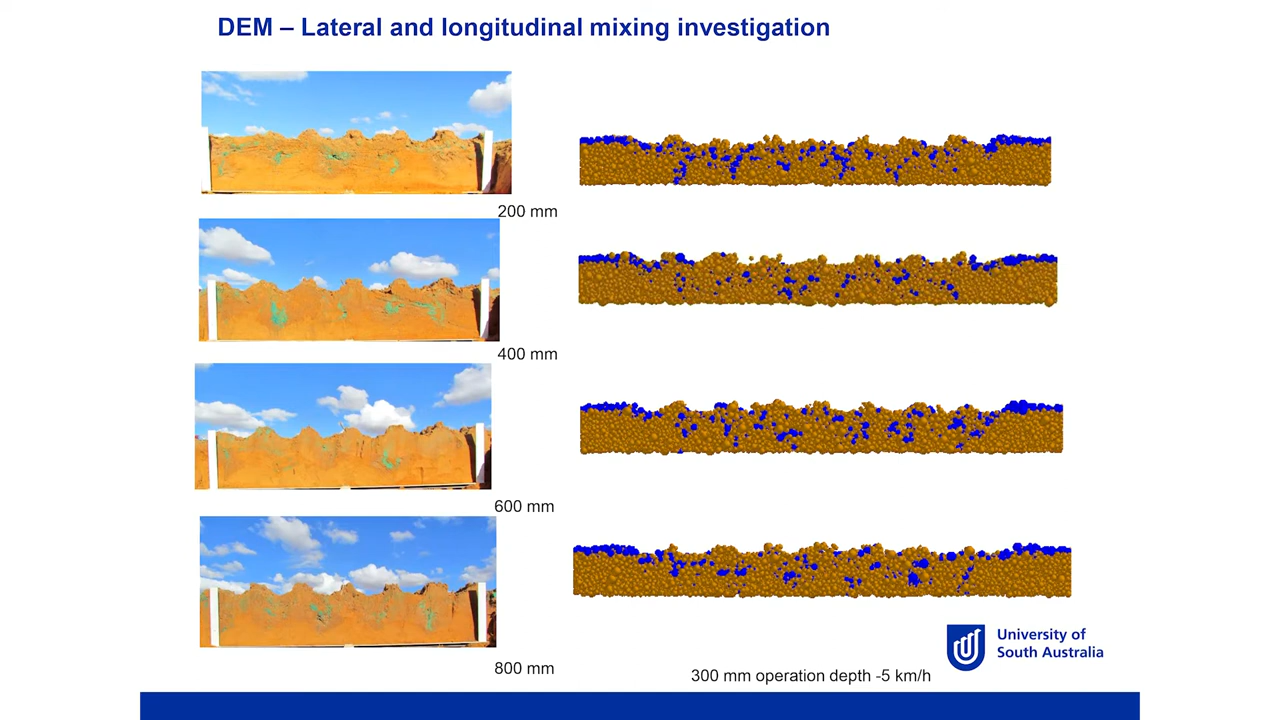 DEM – Lateral and longitudinal mixing investigation
200 mm
400 mm
600 mm
800 mm
300 mm operation depth -5 km/h
University of
South Australia